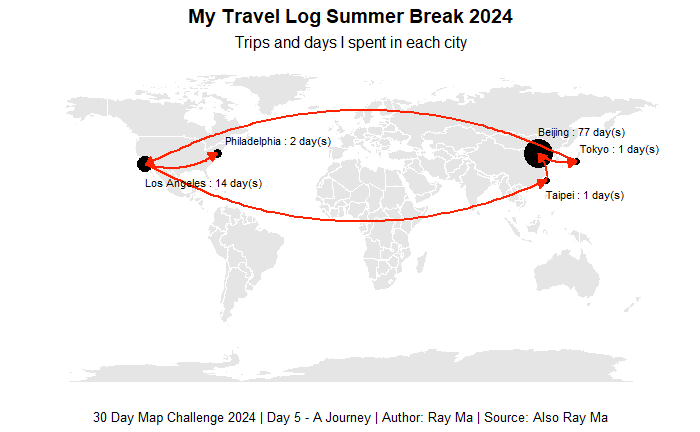 My Travel Log Summer Break 2024
Trips and days I spent in each city
Beijing : 77 day(s)
Philadelphia : 2 day(s)
Tokyo : 1 day(s)
Los Angeles : 14 day(s)
Taipei : 1 day(s)
30 Day Map Challenge 2024 | Day 5 - A Journey | Author: Ray Ma | Source: Also Ray Ma